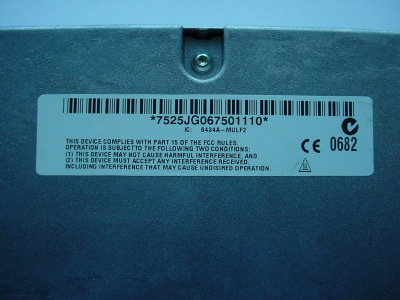 *7525JG067501110*
IC: 6434A-MULF2
THIS DEVICE COMPLIES WITH PART 15 OF THE FCC RULES.
OPERATION IS SUBJECTTO THE FOLLOWING TWO CONDITIONS:
(1) THIS DEVICE MAY NOT CAUSE HARMFUL INTERFERENCE, AND
(2) THIS DEVICE MUST ACCEPT ANY INTERFERENCE RECEIVED,
INCLUDING INTERFERENCE THAT MAY CAUSE UNDESIRED OPERATION.
CE 0682